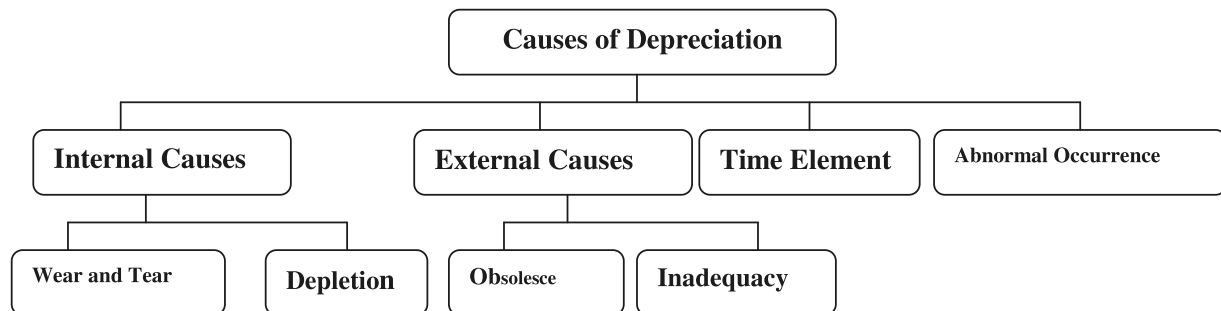 Causes of Depreciation
Internal Causes
External Causes
Time Element
Abnormal Occurrence
Wear and Tear
Depletion
Obsolesce
Inadequacy